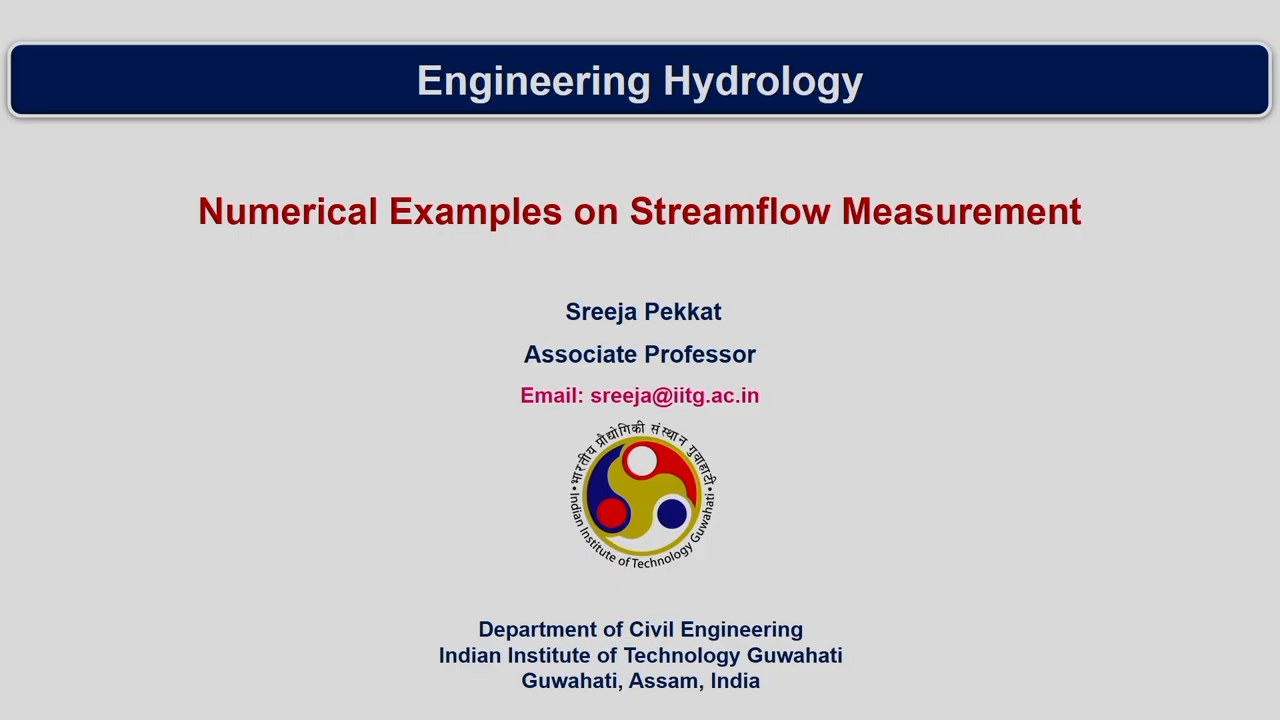 Engineering Hydrology
Numerical Examples on Streamflow Measurement
Sreeja Pekkat
Associate Professor
Email: sreeja@iitg.ac.in
भारतीय प्रौद्योगिकी संस्थान गुवाहाटी
Indian Institute of Technology Guwahati
Department of Civil Engineering
Indian Institute of Technology Guwahati
Guwahati, Assam, India